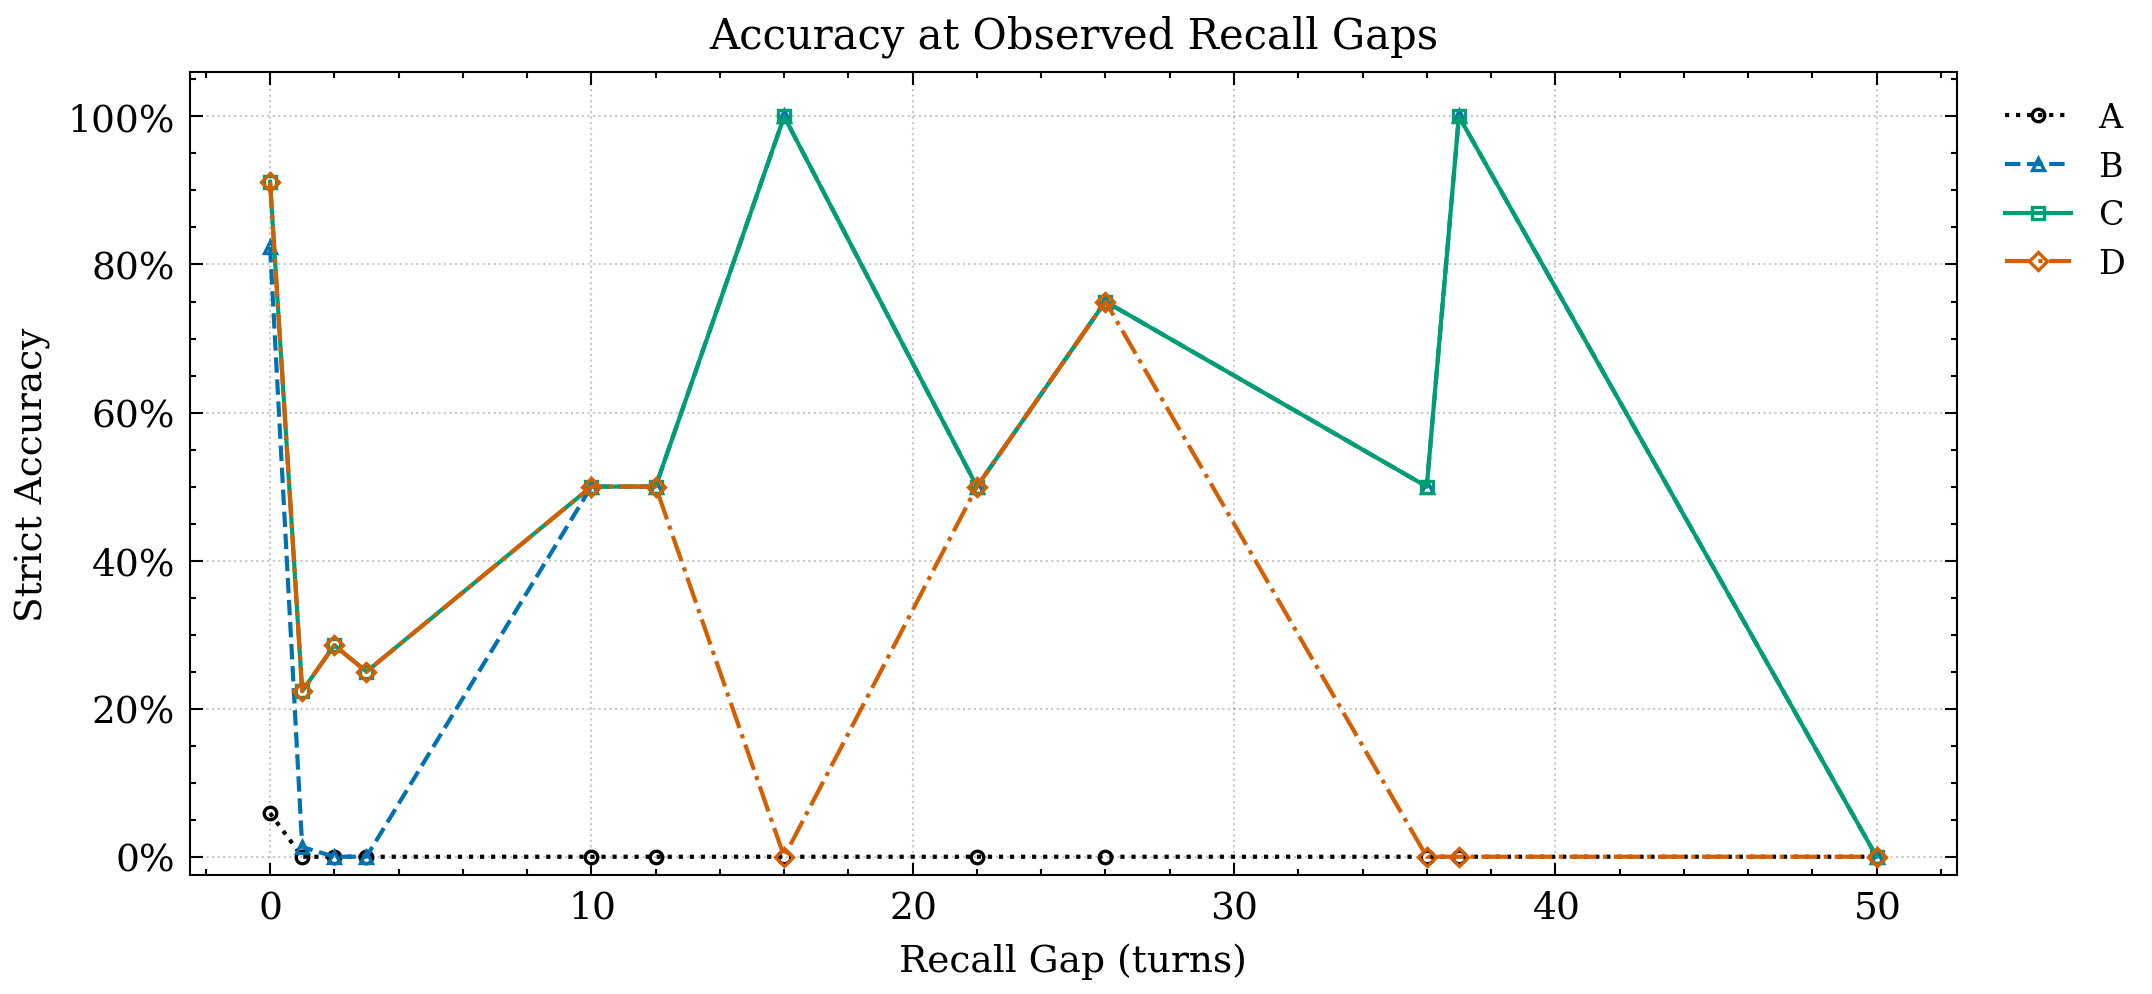 Accuracy at Observed Recall Gaps
100%
80%
60%
40%
20%
0%
Strict Accuracy
0 10 20 30 40 50
Recall Gap (turns)
A
B
C
D